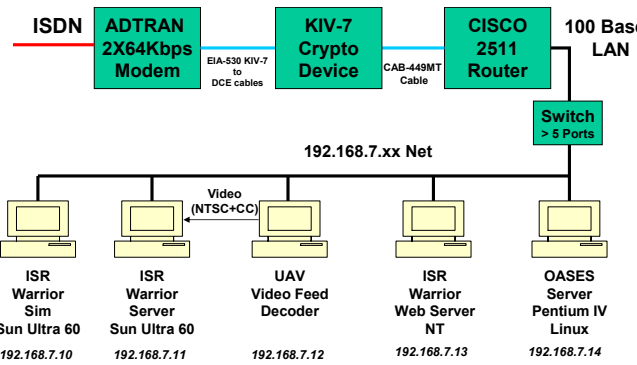 ISDN
ADTRAN
2X64Kbps
Modem
EIA-530 KIV-7
to
DCE cables
KIV-7
Crypto
Device
CAB-449MT
Cable
CISCO
2511
Router
100 Base
LAN
Switch
> 5 Ports
192.168.7.xx Net
Video
(NTSC+CC)
ISR
Warrior
Sim
Sun Ultra 60
192.168.7.10
ISR
Warrior
Server
Sun Ultra 60
192.168.7.11
UAV
Video Feed
Decoder
192.168.7.12
ISR
Warrior
Web Server
NT
192.168.7.13
OASES
Server
Pentium IV
Linux
192.168.7.14